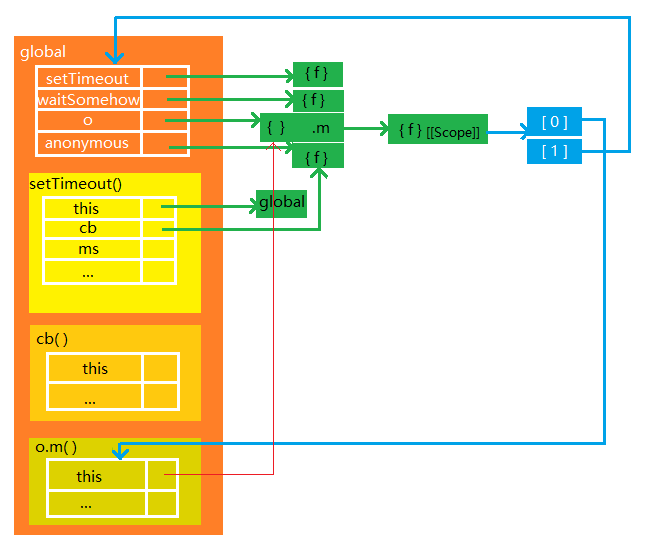 global
setTimeout
{ f }
waitSomehow
{ f }
o
{ } .m
{ f } [[Scope]]
[ 0 ]
anonymous
{ f }
[ 1 ]
setTimeout()
this
global
cb
ms
...
cb( )
this
...
o.m( )
this
...